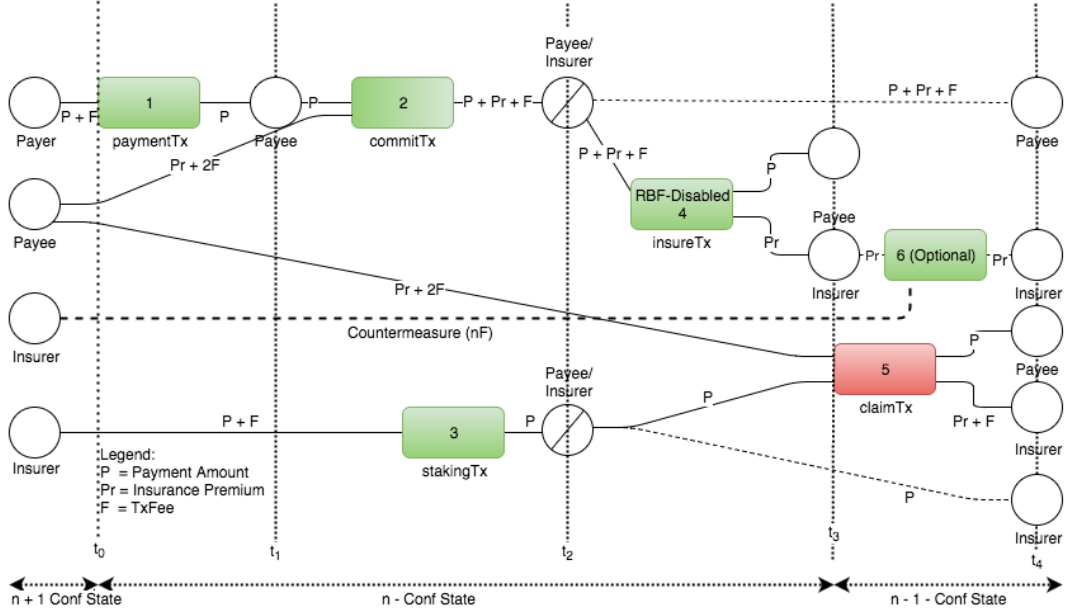 Payee/
Insurer
1
P
P
2
P + Pr + F
P + Pr + F
P + F
Payer
paymentTx
Payee
commitTx
Payee
Pr + 2F
P + Pr + F
P
RBF-Disabled
4
Payee
insureTx
Pr
Payee
Pr
6 (Optional)
Pr
Insurer
Insurer
Pr + 2F
Countermeasure (nF)
Insurer
P
Payee
5
claimTx
Payee/
Insurer
P
Pr + F
Insurer
P + F
3
P
stakingTx
Insurer
P
Insurer
Legend:
P = Payment Amount
Pr = Insurance Premium
F = TxFee
t0
t1
t2
t3
t4
n + 1 Conf State
n - Conf State
n - 1 - Conf State